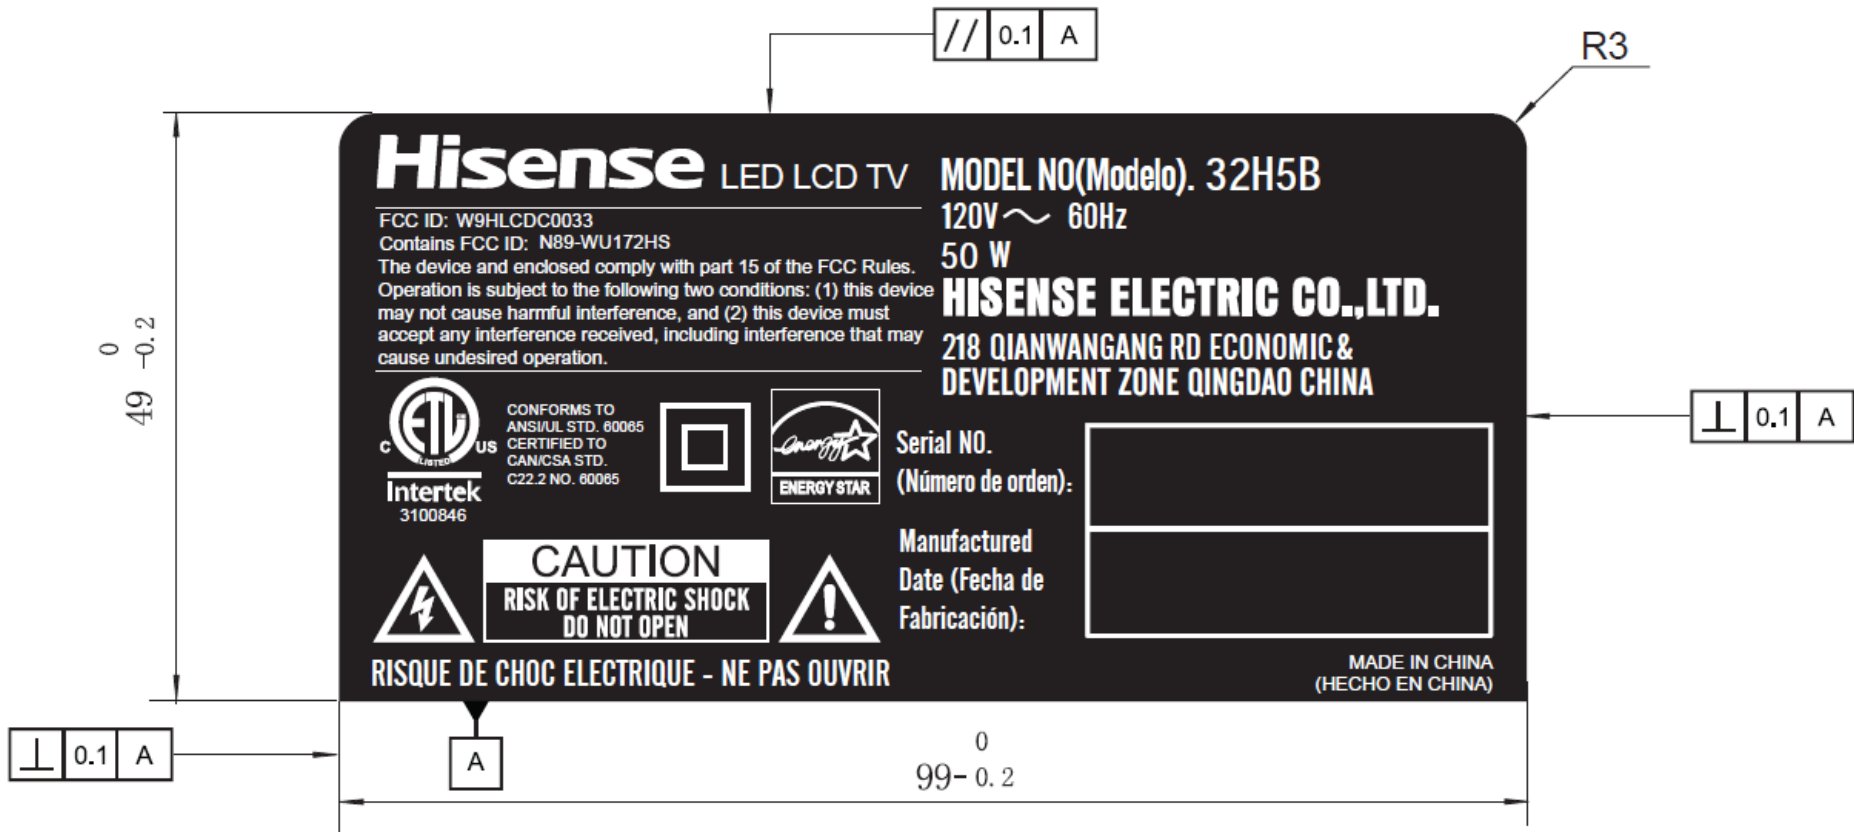 // 0.1 A
R3
Hisense LED LCD TV
FCC ID: W9HLCDC0033
Contains FCC ID: N89-WU172HS
The device and enclosed comply with part 15 of the FCC Rules.
Operation is subject to the following two conditions: (1) this device
may not cause harmful interference, and (2) this device must
accept any interference received, including interference that may
cause undesired operation.
MODEL NO(Modelo). 32H5B
120V～ 60Hz
50 W
HISENSE ELECTRIC CO.,LTD.
218 QIANWANGANG RD ECONOMIC &
DEVELOPMENT ZONE QINGDAO CHINA
0
49 -0.2
ETL
CM
C US
LISTED
Intertek
3100846
CONFORMS TO
ANSI/UL STD. 60065
CERTIFIED TO
CAN/CSA STD.
C22.2 NO. 60065
energy
ENERGY STAR
Serial NO.
(Número de orden):
⊥ 0.1 A
Manufactured
Date (Fecha de
Fabricación):
CAUTION
RISK OF ELECTRIC SHOCK
DO NOT OPEN
RISQUE DE CHOC ELECTRIQUE - NE PAS OUVRIR
MADE IN CHINA
(HECHO EN CHINA)
⊥ 0.1 A
A
0
99-0.2